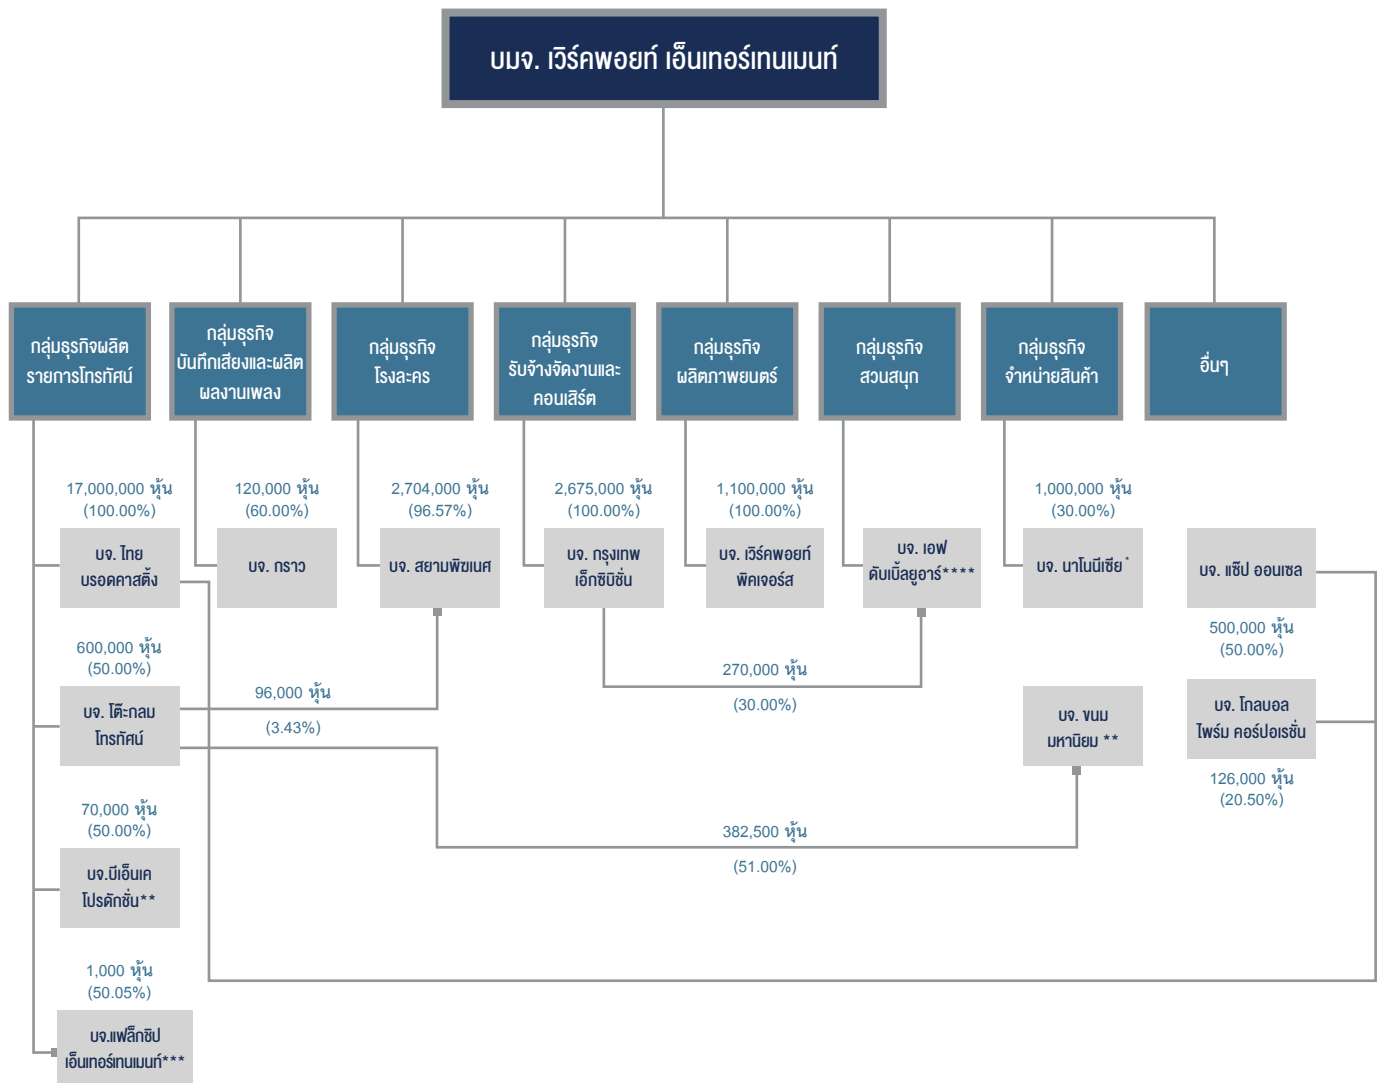 บมจ. เวิร์คพอยท์ เอ็นเทอร์เทนเมนท์
กลุ่มธุรกิจผลิต
รายการโทรทัศน์
กลุ่มธุรกิจ
บันทึกเสียงและผลิต
ผลงานเพลง
กลุ่มธุรกิจ
โรงละคร
กลุ่มธุรกิจ
รับจ้างจัดงานและ
คอนเสิร์ต
กลุ่มธุรกิจ
ผลิตภาพยนตร์
กลุ่มธุรกิจ
สวนสนุก
กลุ่มธุรกิจ
จำหน่ายสินค้า
อื่นๆ
17,000,000 หุ้น
(100.00%)
บจ. ไทย
บรอดคาสติ้ง
120,000 หุ้น
(60.00%)
บจ. กราว
2,704,000 หุ้น
(96.57%)
บจ. สยามพิฆเนศ
2,675,000 หุ้น
(100.00%)
บจ. กรุงเทพ
เอ็กซิบิชั่น
1,100,000 หุ้น
(100.00%)
บจ. เวิร์คพอยท์
พิคเจอร์ส
บจ. เอฟ
ดับเบิ้ลยูอาร์****
1,000,000 หุ้น
(30.00%)
บจ. นาโนนีเซีย*
บจ. แซ๊ป ออนเซล
500,000 หุ้น
(50.00%)
600,000 หุ้น
(50.00%)
บจ. โต๊ะกลม
โทรทัศน์
96,000 หุ้น
(3.43%)
270,000 หุ้น
(30.00%)
บจ. ขนม
มหานิยม **
บจ. โกลบอล
ไพร์ม คอร์ปอเรชั่น
126,000 หุ้น
(20.50%)
70,000 หุ้น
(50.00%)
บจ.บีเอ็นเค
โปรดักชั่น**
382,500 หุ้น
(51.00%)
1,000 หุ้น
(50.05%)
บจ.แฟล็กชิป
เอ็นเทอร์เทนเมนท์***